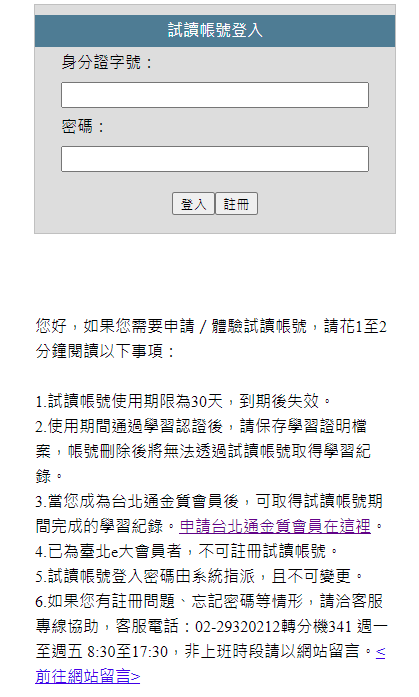 試讀帳號登入
身分證字號：
密碼：
登入 註冊
您好，如果您需要申請 / 體驗試讀帳號，請花1至2
分鐘閱讀以下事項：
1.試讀帳號使用期限為30天，到期後失效。
2.使用期間通過學習認證後，請保存學習證明檔
案，帳號刪除後將無法透過試讀帳號取得學習紀
錄。
3.當您成為台北通金質會員後，可取得試讀帳號期
間完成的學習紀錄。申請台北通金質會員在這裡。
4.已為臺北e大會員者，不可註冊試讀帳號。
5.試讀帳號登入密碼由系統指派，且不可變更。
6.如果您有註冊問題、忘記密碼等情形，請洽客服
專線協助，客服電話：02-29320212轉分機341 週一
至週五 8:30至17:30，非上班時段請以網站留言。<
前往網站留言>